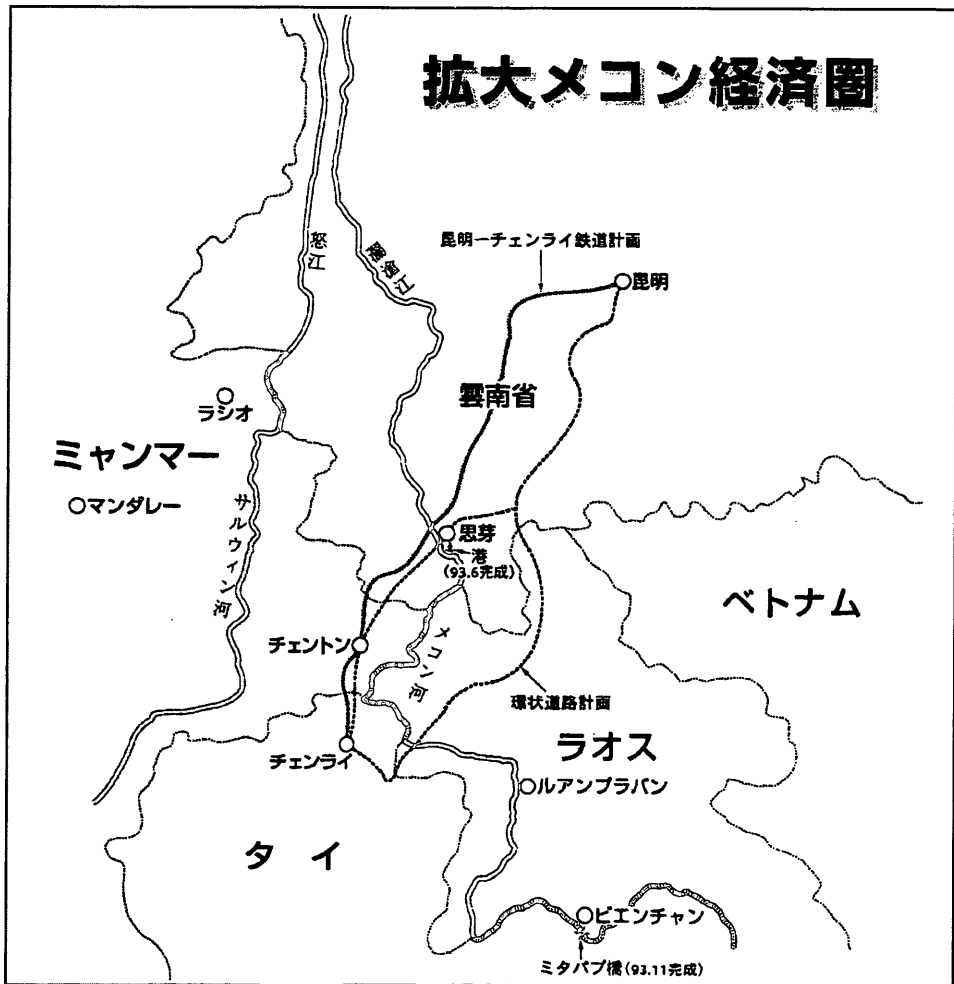 拡大メコン経済圏
昆明ーチェンライ鉄道計画
昆明
怒江
瀾滄江
雲南省
ラシオ
ミャンマー
マンダレー
サルウィン河
思芽
港
(93.6完成)
ベトナム
チェントン
メコン河
環状道路計画
ラオス
チェンライ
ルアンプラバン
タイ
ビエンチャン
ミタパプ橋(93.11完成)